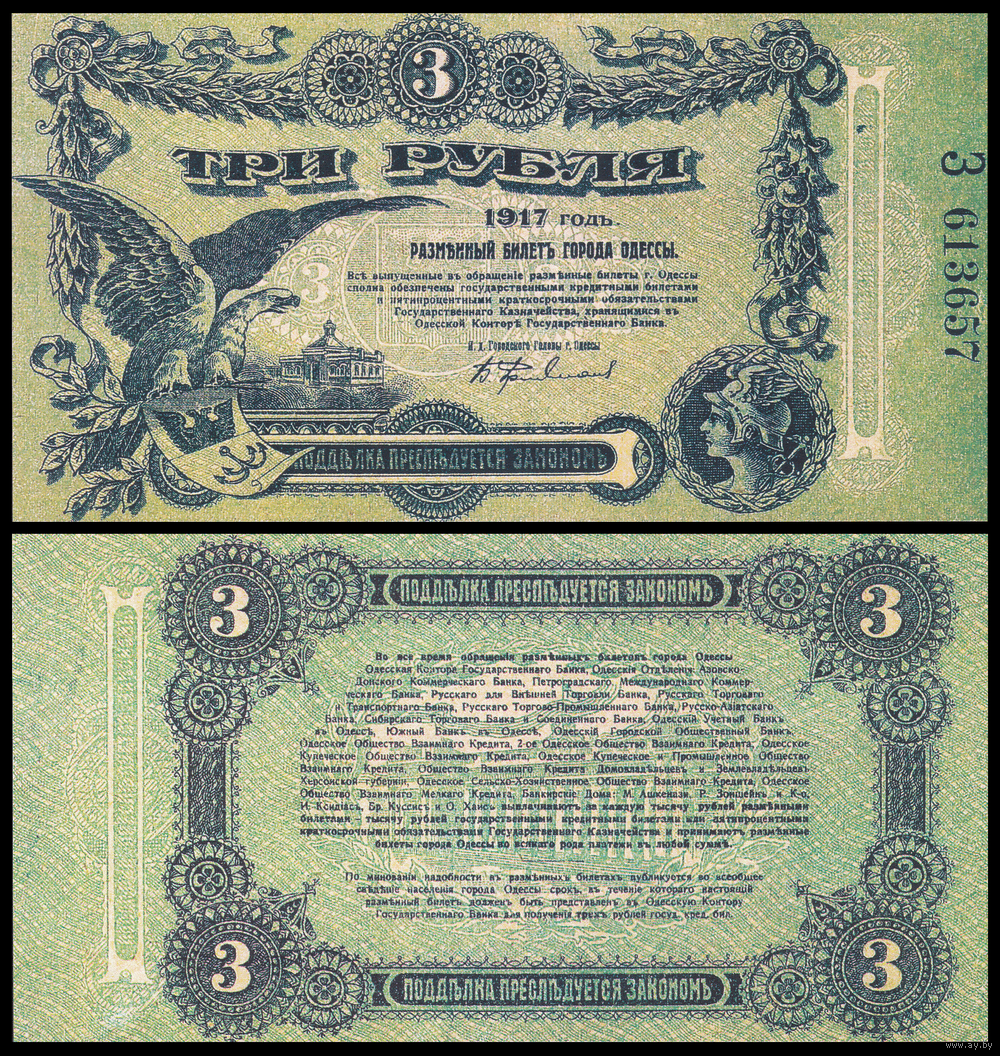 3
ТРИ РУБЛЯ
1917 годъ.
РАЗМѢННЫЙ БИЛЕТЪ ГОРОДА ОДЕССЫ.
Всѣ выпущенные въ обращеніе размѣнные билеты г. Одессы
сполна обезпечены государственными кредитными билетами
и пятипроцентными краткосрочными обязательствами
Государственнаго Казначейства, хранящимися въ
Одесской Конторѣ Государственнаго Банка.
И. д. Городского Головы г. Одессы
3
ПОДДѢЛКА ПРЕСЛѢДУЕТСЯ ЗАКОНОМЪ
З 61365
3
ПОДДѢЛКА ПРЕСЛѢДУЕТСЯ ЗАКОНОМЪ
3
Во все время обращенія размѣнныхъ билетовъ города Одессы
Одесская Контора Государственнаго Банка, Одесскія Отдѣленія: Азовско-
Донского Коммерческаго Банка, Петроградскаго Международнаго Коммер-
ческаго Банка, Русскаго для Внѣшней Торговли Банка, Русскаго Торговаго
и Транспортнаго Банка, Русскаго Торгово-Промышленнаго Банка, Русско-Азіатскаго
Банка, Сибирскаго Торговаго Банка и Соединеннаго Банка, Одесскій Учетный Банкъ
въ Одессѣ, Южный Банкъ въ Одессѣ, Одесскій Городской Общественный Банкъ,
Одесское Общество Взаимнаго Кредита, 2-ое Одесское Общество Взаимнаго Кредита, Одесское
Купеческое Общество Взаимнаго Кредита, Одесское Купеческое и Промышленное Общество
Взаимнаго Кредита, Общество Взаимнаго Кредита Домовладѣльцевъ и Землевладѣльцевъ
Херсонской губерніи, Одесское Сельско-Хозяйственное Общество Взаимнаго Кредита, Одесское
Общество Взаимнаго Мелкаго Кредита, Банкирскіе Дома: М. Ашкенази, Р. Зонщейнъ и К-о,
И. Ксидіасъ, Бр. Куссисъ и О. Хаисъ выплачиваютъ за каждую тысячу рублей размѣнными
билетами – тысячу рублей государственными кредитными билетами или пятипроцентными
краткосрочными обязательствами Государственнаго Казначейства и принимаютъ размѣнные
билеты города Одессы по всякаго рода платежи въ любой суммѣ.
По минованіи надобности въ размѣнныхъ билетахъ публикуется во всеобщее
свѣдѣніе населенія города Одессы срокъ, въ теченіе котораго настоящій
размѣнный билетъ долженъ быть представленъ въ Одесскую Контору
Государственнаго Банка для полученія трехъ рублей госуд. кред. бил.
3
ПОДДѢЛКА ПРЕСЛѢДУЕТСЯ ЗАКОНОМЪ
3
www.ay.by